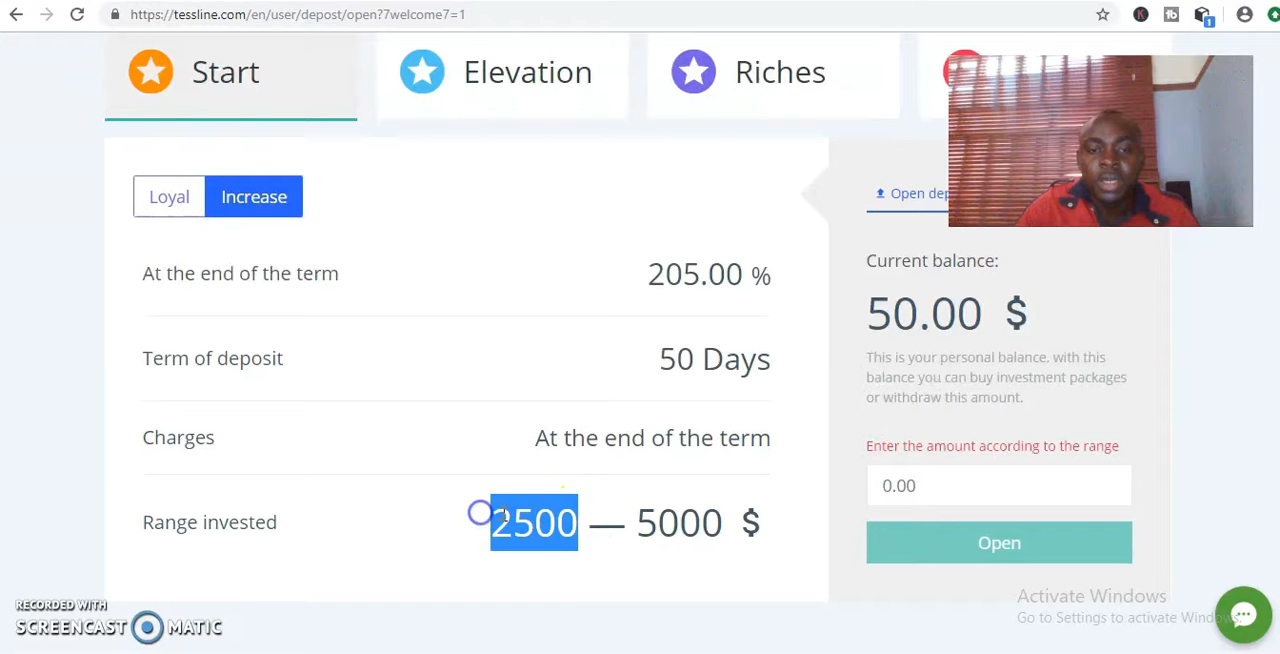 https://tessline.com/en/user/depost/open?7welcome7=1
Start
Elevation
Riches
Loyal
Increase
At the end of the term
205.00 %
Term of deposit
50 Days
Charges
At the end of the term
Range invested
2500 — 5000 $
Open dep
Current balance:
50.00 $
This is your personal balance, with this
balance you can buy investment packages
or withdraw this amount.
Enter the amount according to the range
0.00
Open
Activate Windows
Go to Settings to activate Windows.
RECORDED WITH
SCREENCAST MATIC
1